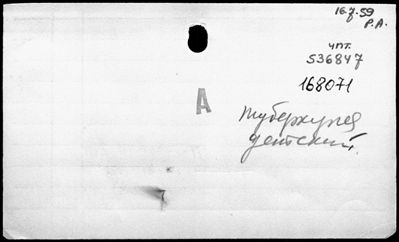 16.7.59
Р.А.
чпт.
536847
168071
А
туберкулез
детский.